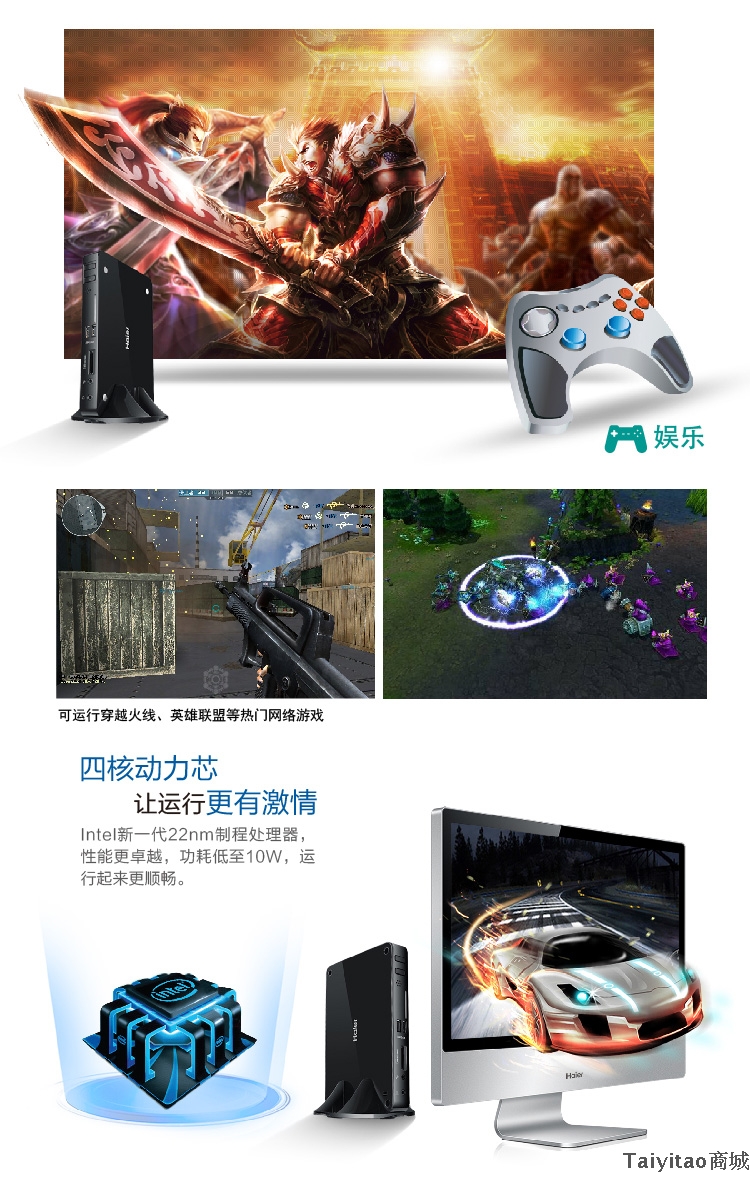 Haier
娱乐
可运行穿越火线、英雄联盟等热门网络游戏
四核动力芯
让运行更有激情
Intel新一代22nm制程处理器，
性能更卓越，功耗低至10W，运
行起来更顺畅。
intel
Haier
Haier
Taiyitao商城